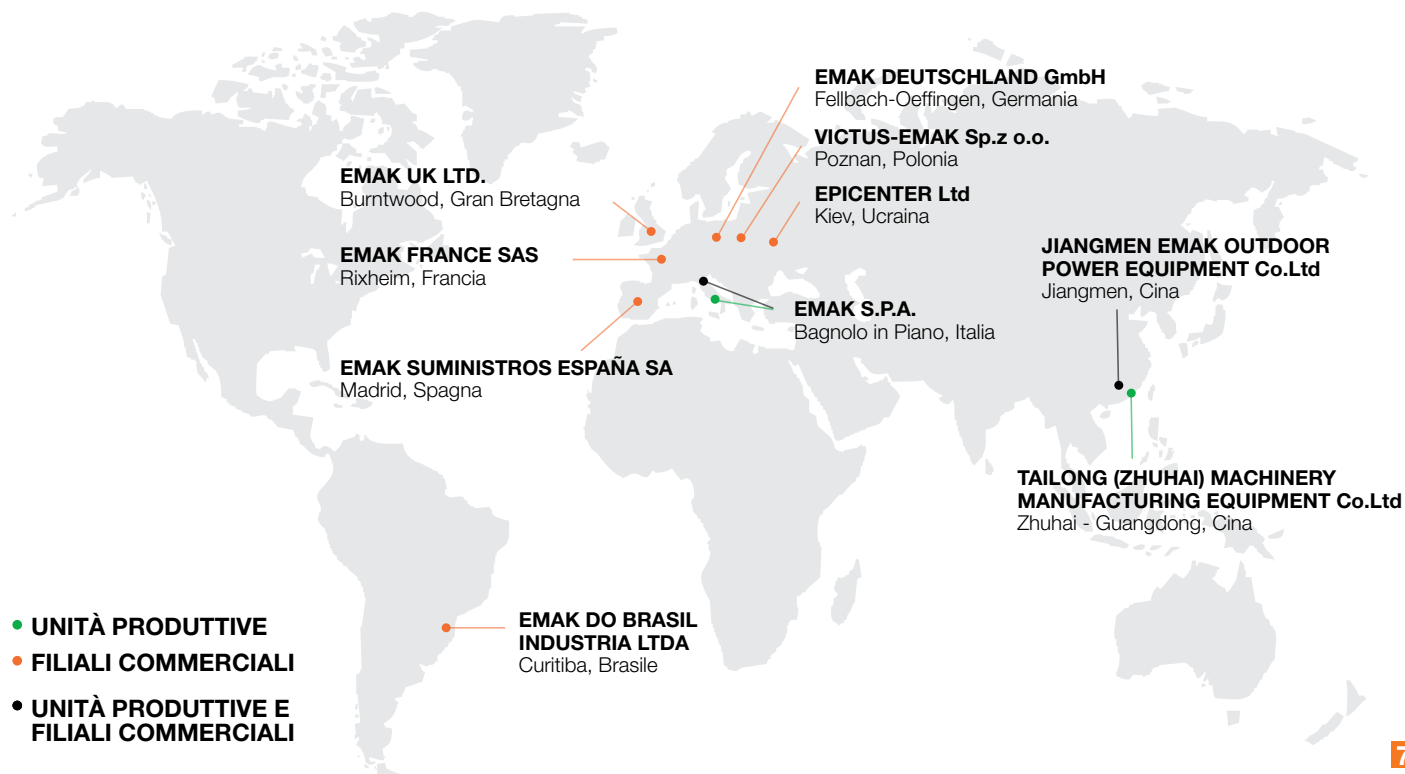 EMAK DEUTSCHLAND GmbH
Fellbach-Oeffingen, Germania
VICTUS-EMAK Sp.z o.o.
Poznan, Polonia
EMAK UK LTD.
Burntwood, Gran Bretagna
EPICENTER Ltd
Kiev, Ucraina
EMAK FRANCE SAS
Rixheim, Francia
JIANGMEN EMAK OUTDOOR
POWER EQUIPMENT Co.Ltd
Jiangmen, Cina
EMAK S.P.A.
Bagnolo in Piano, Italia
EMAK SUMINISTROS ESPAÑA SA
Madrid, Spagna
TAILONG (ZHUHAI) MACHINERY
MANUFACTURING EQUIPMENT Co.Ltd
Zhuhai - Guangdong, Cina
EMAK DO BRASIL
INDUSTRIA LTDA
Curitiba, Brasile
UNITÀ PRODUTTIVE
FILIALI COMMERCIALI
UNITÀ PRODUTTIVE E
FILIALI COMMERCIALI
7